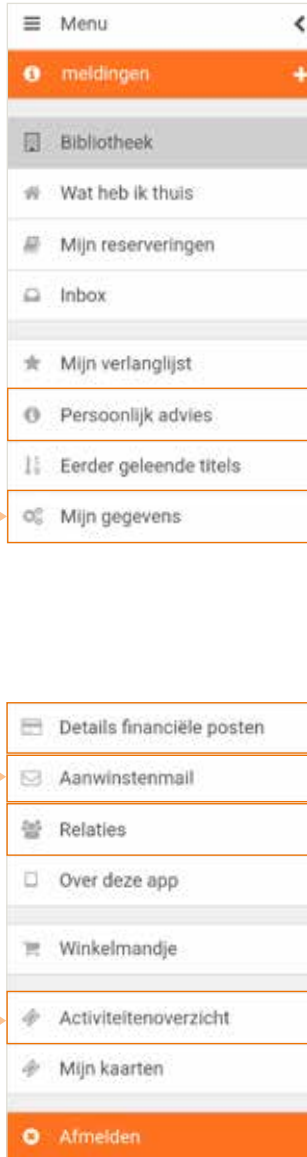 Menu
meldingen
Bibliotheek
Wat heb ik thuis
Mijn reserveringen
Inbox
Mijn verlanglijst
Persoonlijk advies
Eerder geleende titels
Mijn gegevens
Details financiële posten
Aanwinstenmail
Relaties
Over deze app
Winkelmandje
Activiteitenoverzicht
Mijn kaarten
Afmelden